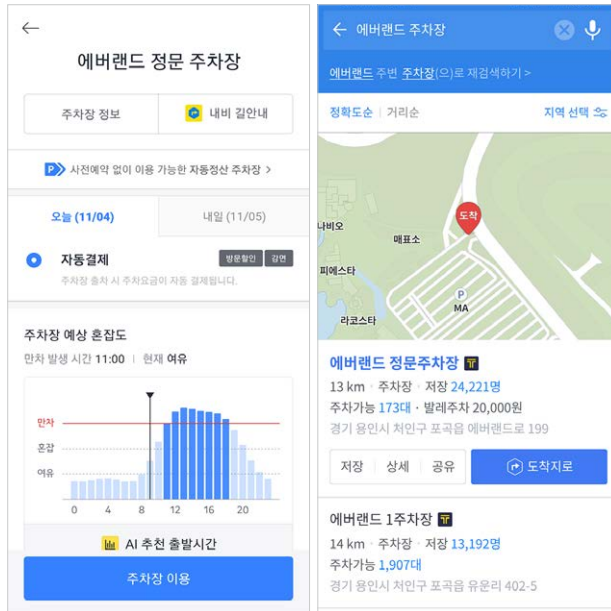 에버랜드 정문 주차장
주차장 정보
내비 길안내
P 사전예약 없이 이용 가능한 자동정산 주차장 >
오늘 (11/04)
내일 (11/05)
자동결제
방문할인
강연
주차장 출차 시 주차요금이 자동 결제됩니다.
주차장 예상 혼잡도
만차 발생 시간 11:00 | 현재 여유
만차
혼잡
여유
0 4 8 12 16 20
AI 추천 출발시간
주차장 이용
에버랜드 주차장
에버랜드 주변 주차장(으)로 재검색하기 >
정확도순 | 거리순
지역 선택
도착
나비오
매표소
피에스타
P
MA
라코스타
에버랜드 정문주차장 T
13 km · 주차장 · 저장 24,221명
주차가능 173대 · 발레주차 20,000원
경기 용인시 처인구 포곡읍 에버랜드로 199
저장 | 상세 | 공유
도착지로
에버랜드 1주차장 T
14 km · 주차장 · 저장 13,192명
주차가능 1,907대
경기 용인시 처인구 포곡읍 유운리 402-5